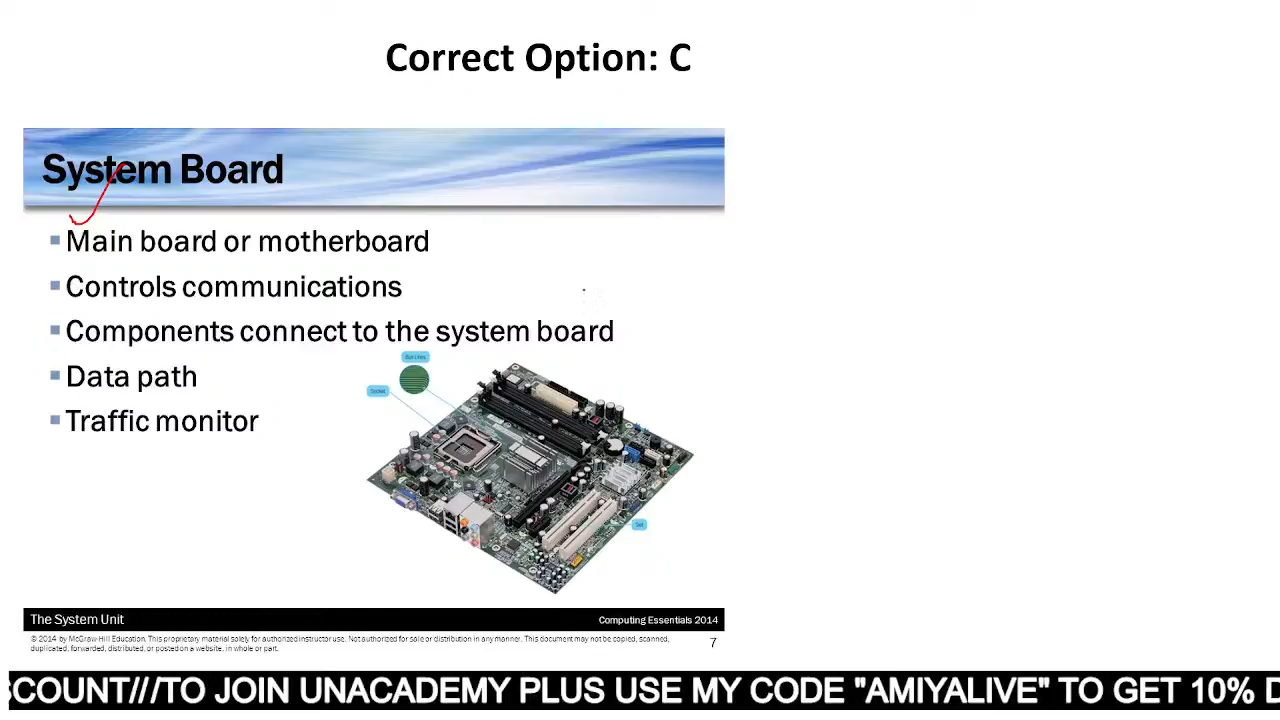 Correct Option: C
System Board
Main board or motherboard
Controls communications
Components connect to the system board
Data path
Traffic monitor
Bus Lines
Socket
Slot
The System Unit
Computing Essentials 2014
© 2014 by McGraw-Hill Education. This proprietary material solely for authorized instructor use. Not authorized for sale or distribution in any manner. This document may not be copied, scanned,
duplicated, forwarded, distributed, or posted on a website, in whole or part.
7
SCOUNT///TO JOIN UNACADEMY PLUS USE MY CODE "AMIYALIVE" TO GET 10% D